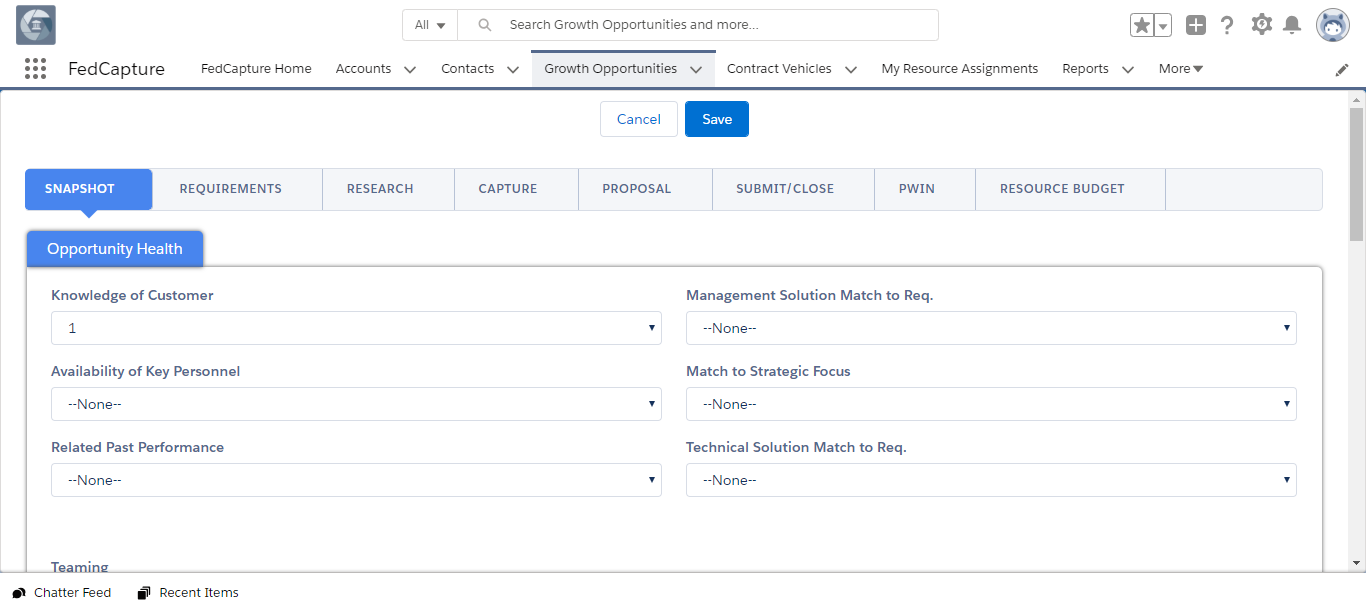 All
Search Growth Opportunities and more...
FedCapture
FedCapture Home
Accounts
Contacts
Growth Opportunities
Contract Vehicles
My Resource Assignments
Reports
More
Cancel
Save
SNAPSHOT
REQUIREMENTS
RESEARCH
CAPTURE
PROPOSAL
SUBMIT/CLOSE
PWIN
RESOURCE BUDGET
Opportunity Health
Knowledge of Customer
1
Management Solution Match to Req.
--None--
Availability of Key Personnel
--None--
Match to Strategic Focus
--None--
Related Past Performance
--None--
Technical Solution Match to Req.
--None--
Teaming
Chatter Feed
Recent Items